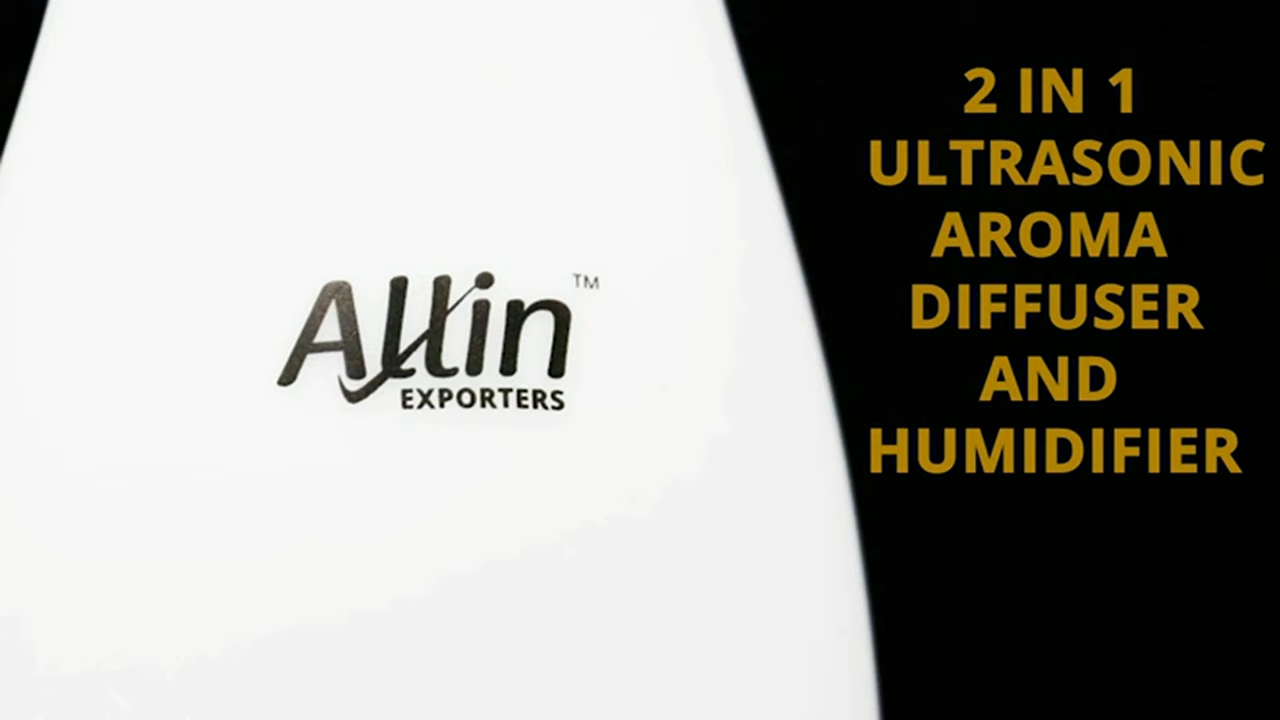 Allin™
EXPORTERS
2 IN 1
ULTRASONIC
AROMA
DIFFUSER
AND
HUMIDIFIER